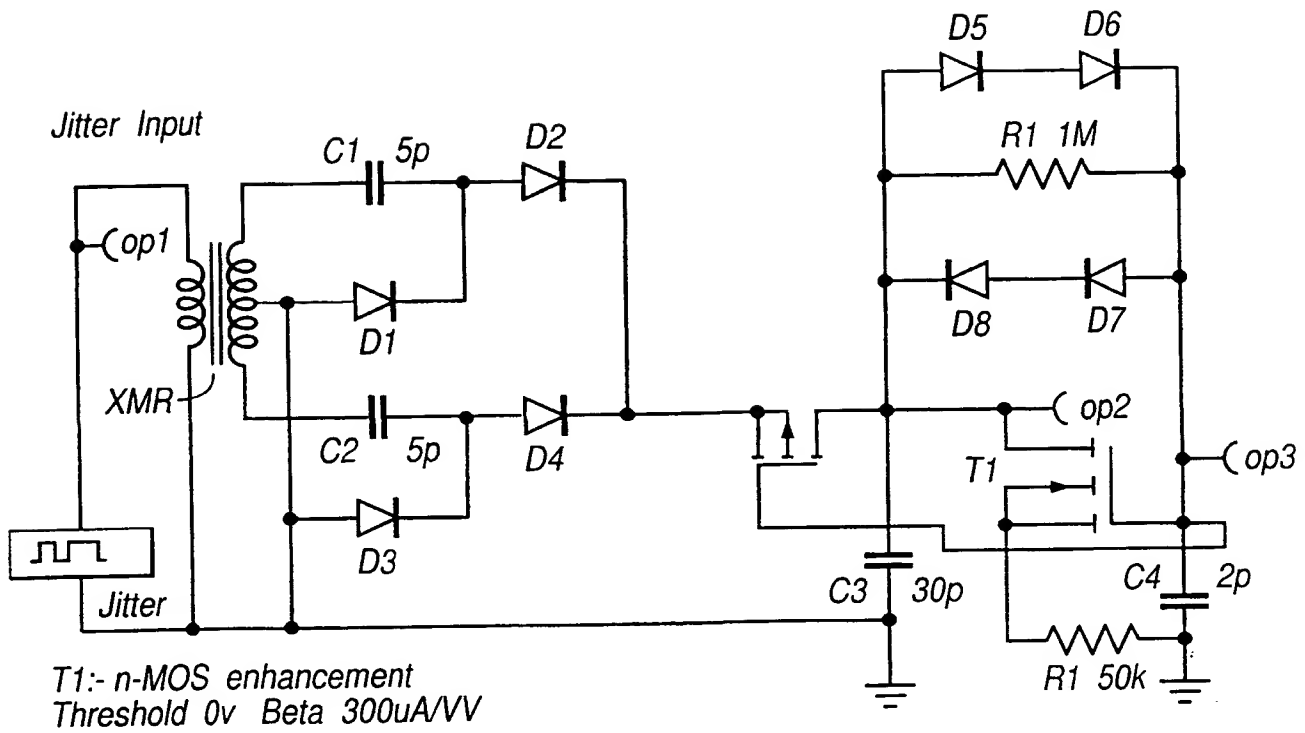 D5 D6
Jitter Input
R1 1M
C1 5p D2
op1
D1
D8 D7
XMR
op2
C2 5p D4
T1
op3
D3
C3 30p
C4 2p
Jitter
R1 50k
T1:- n-MOS enhancement
Threshold 0v Beta 300uA/VV